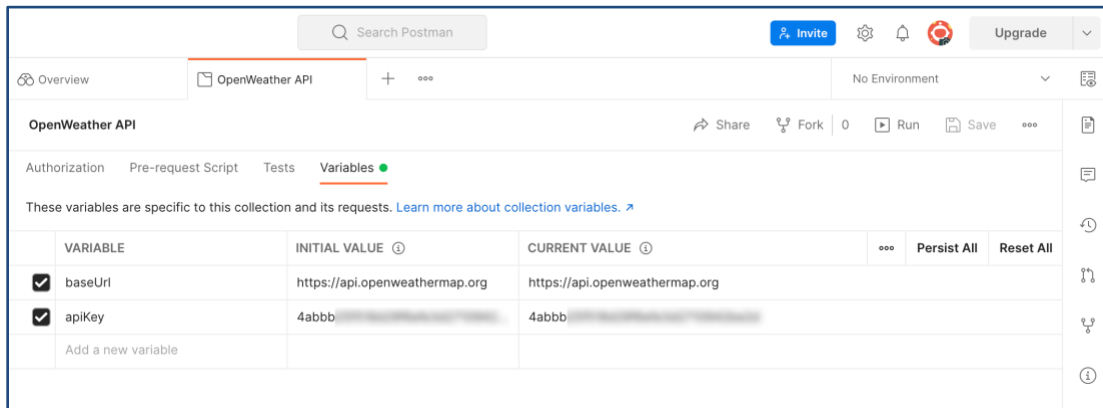 Search Postman
Invite
Upgrade
Overview
OpenWeather API
No Environment
OpenWeather API
Share
Fork
0
Run
Save
Authorization
Pre-request Script
Tests
Variables
These variables are specific to this collection and its requests. Learn more about collection variables. ↗
VARIABLE
INITIAL VALUE
CURRENT VALUE
Persist All
Reset All
baseUrl
https://api.openweathermap.org
https://api.openweathermap.org
apiKey
4abbb
4abbb
Add a new variable